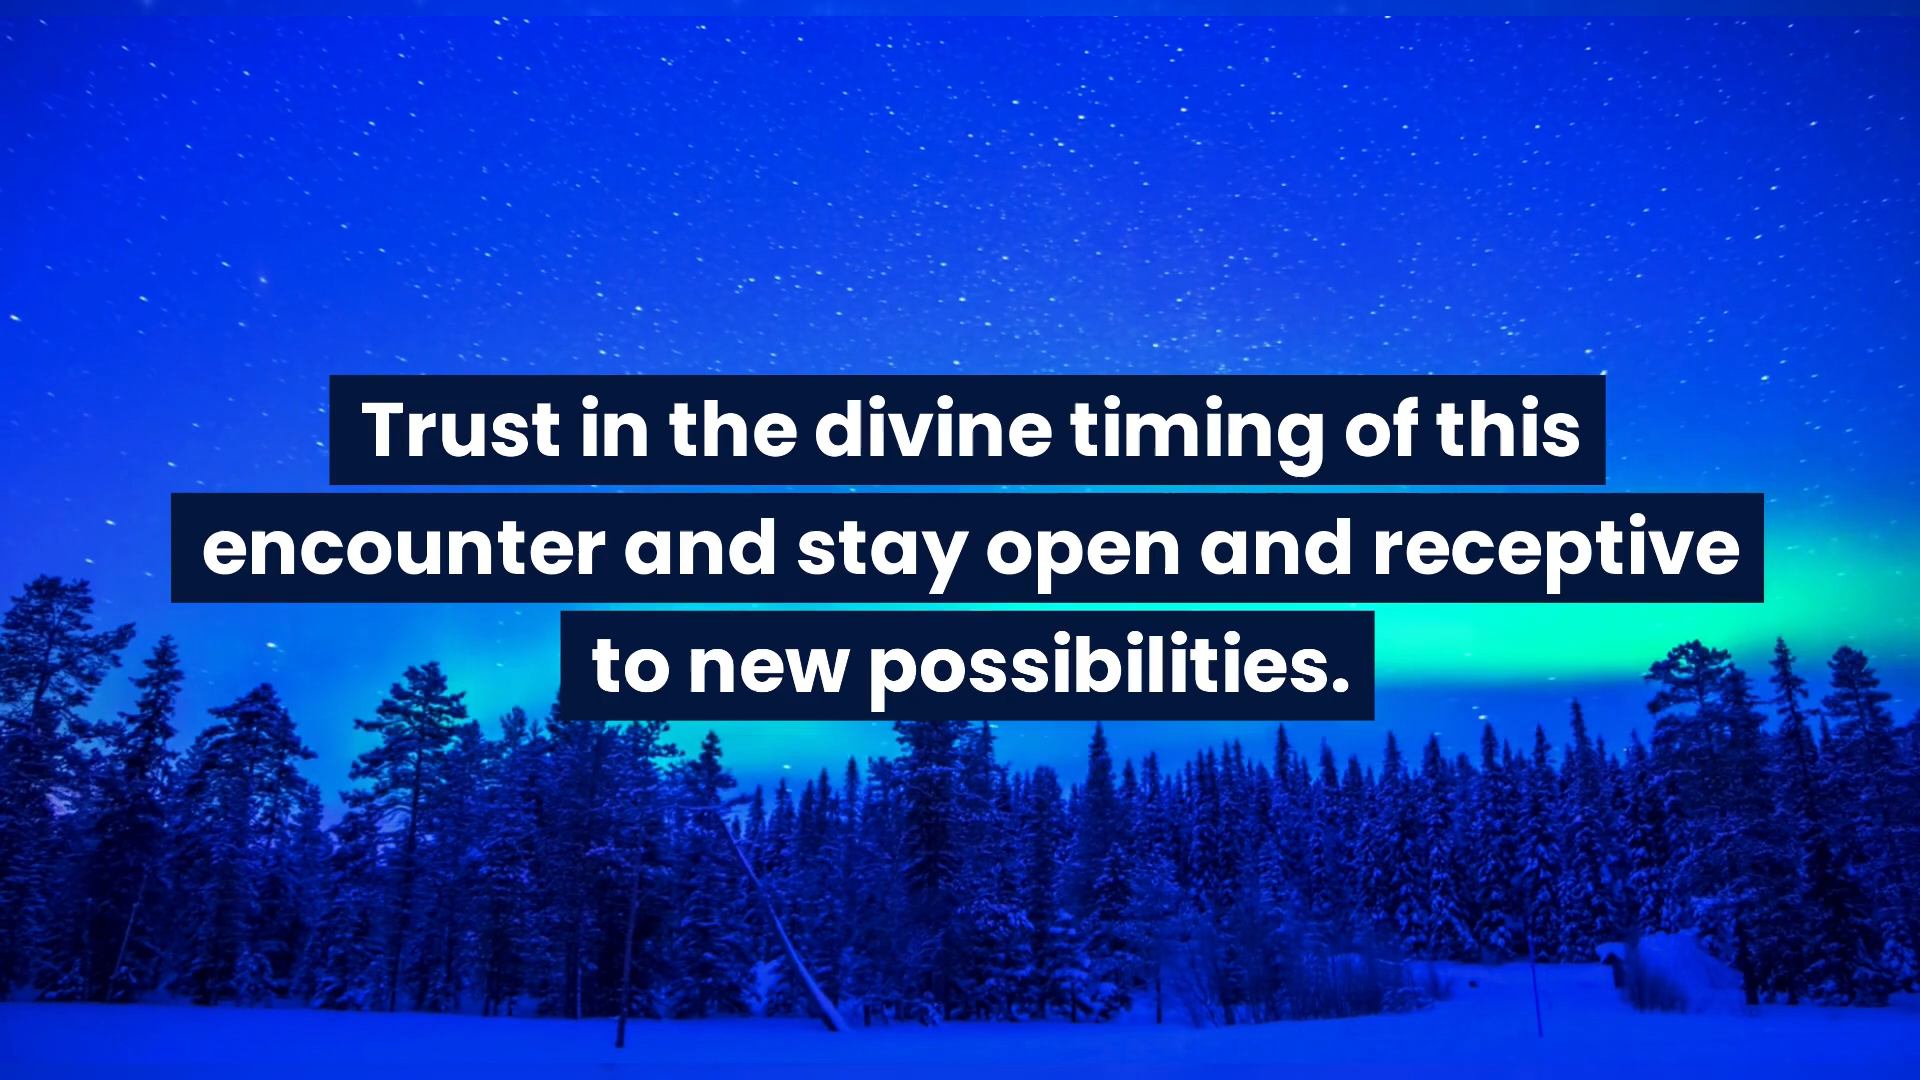 Trust in the divine timing of this
encounter and stay open and receptive
to new possibilities.